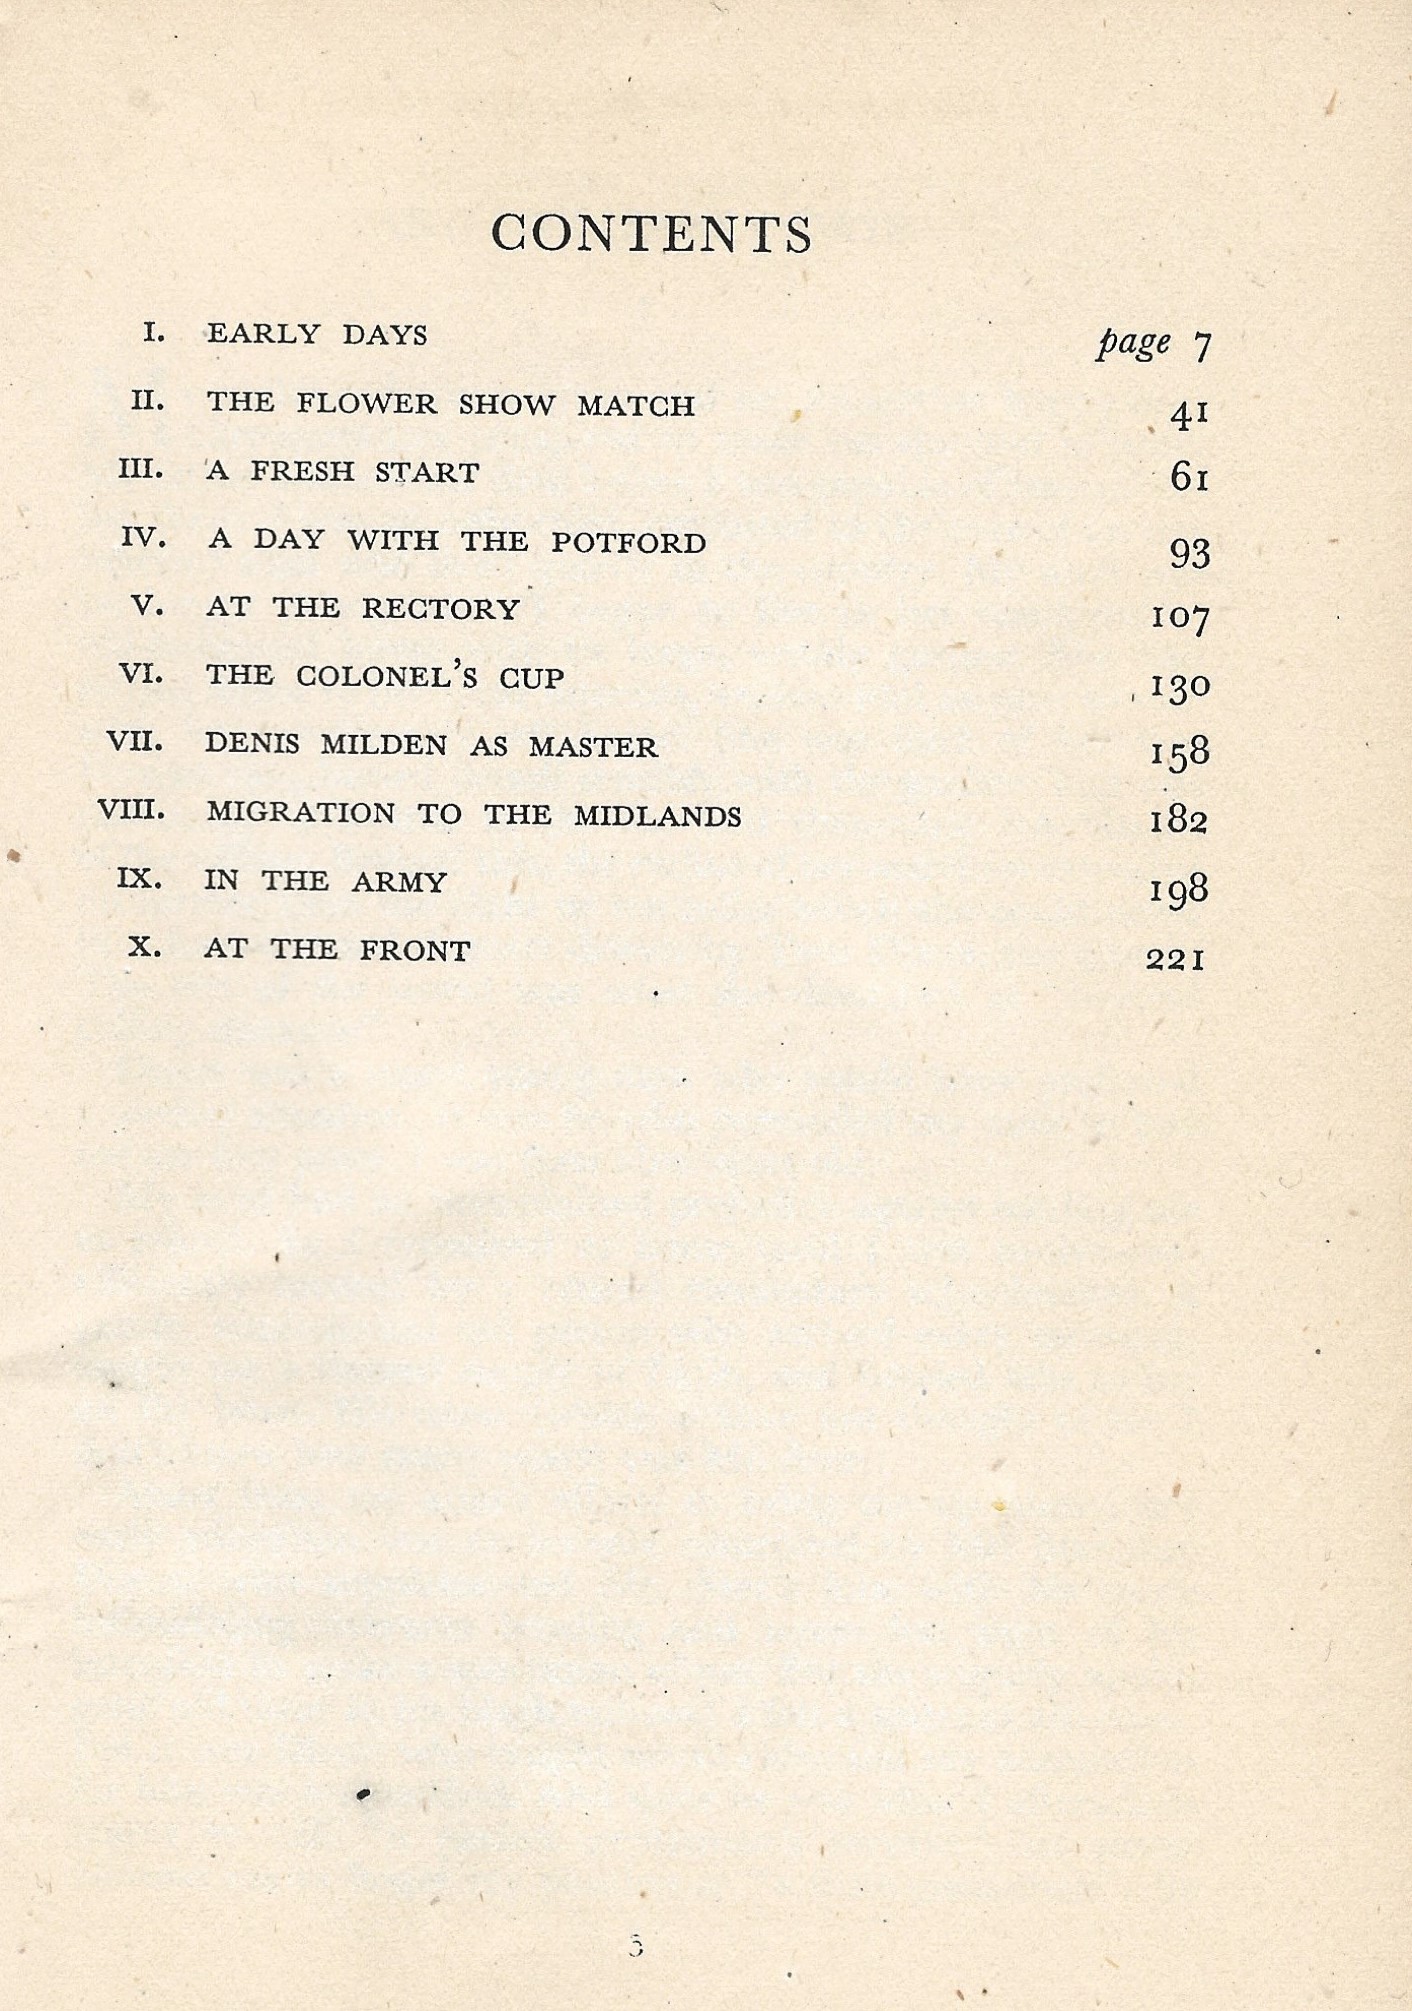 CONTENTS
I. EARLY DAYS page 7
II. THE FLOWER SHOW MATCH 41
III. A FRESH START 61
IV. A DAY WITH THE POTFORD 93
V. AT THE RECTORY 107
VI. THE COLONEL'S CUP 130
VII. DENIS MILDEN AS MASTER 158
VIII. MIGRATION TO THE MIDLANDS 182
IX. IN THE ARMY 198
X. AT THE FRONT 221